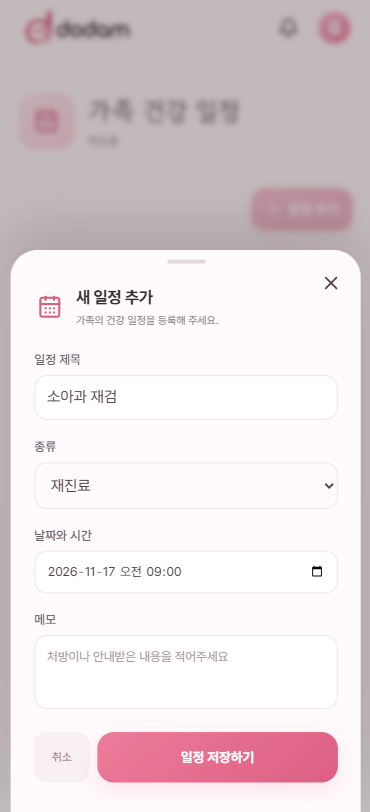 dodam
가족 건강 일정
새 일정 추가
가족의 건강 일정을 등록해 주세요.
일정 제목
소아과 재검
종류
재진료
날짜와 시간
2026-11-17 오전 09:00
메모
처방이나 안내받은 내용을 적어주세요
취소
일정 저장하기